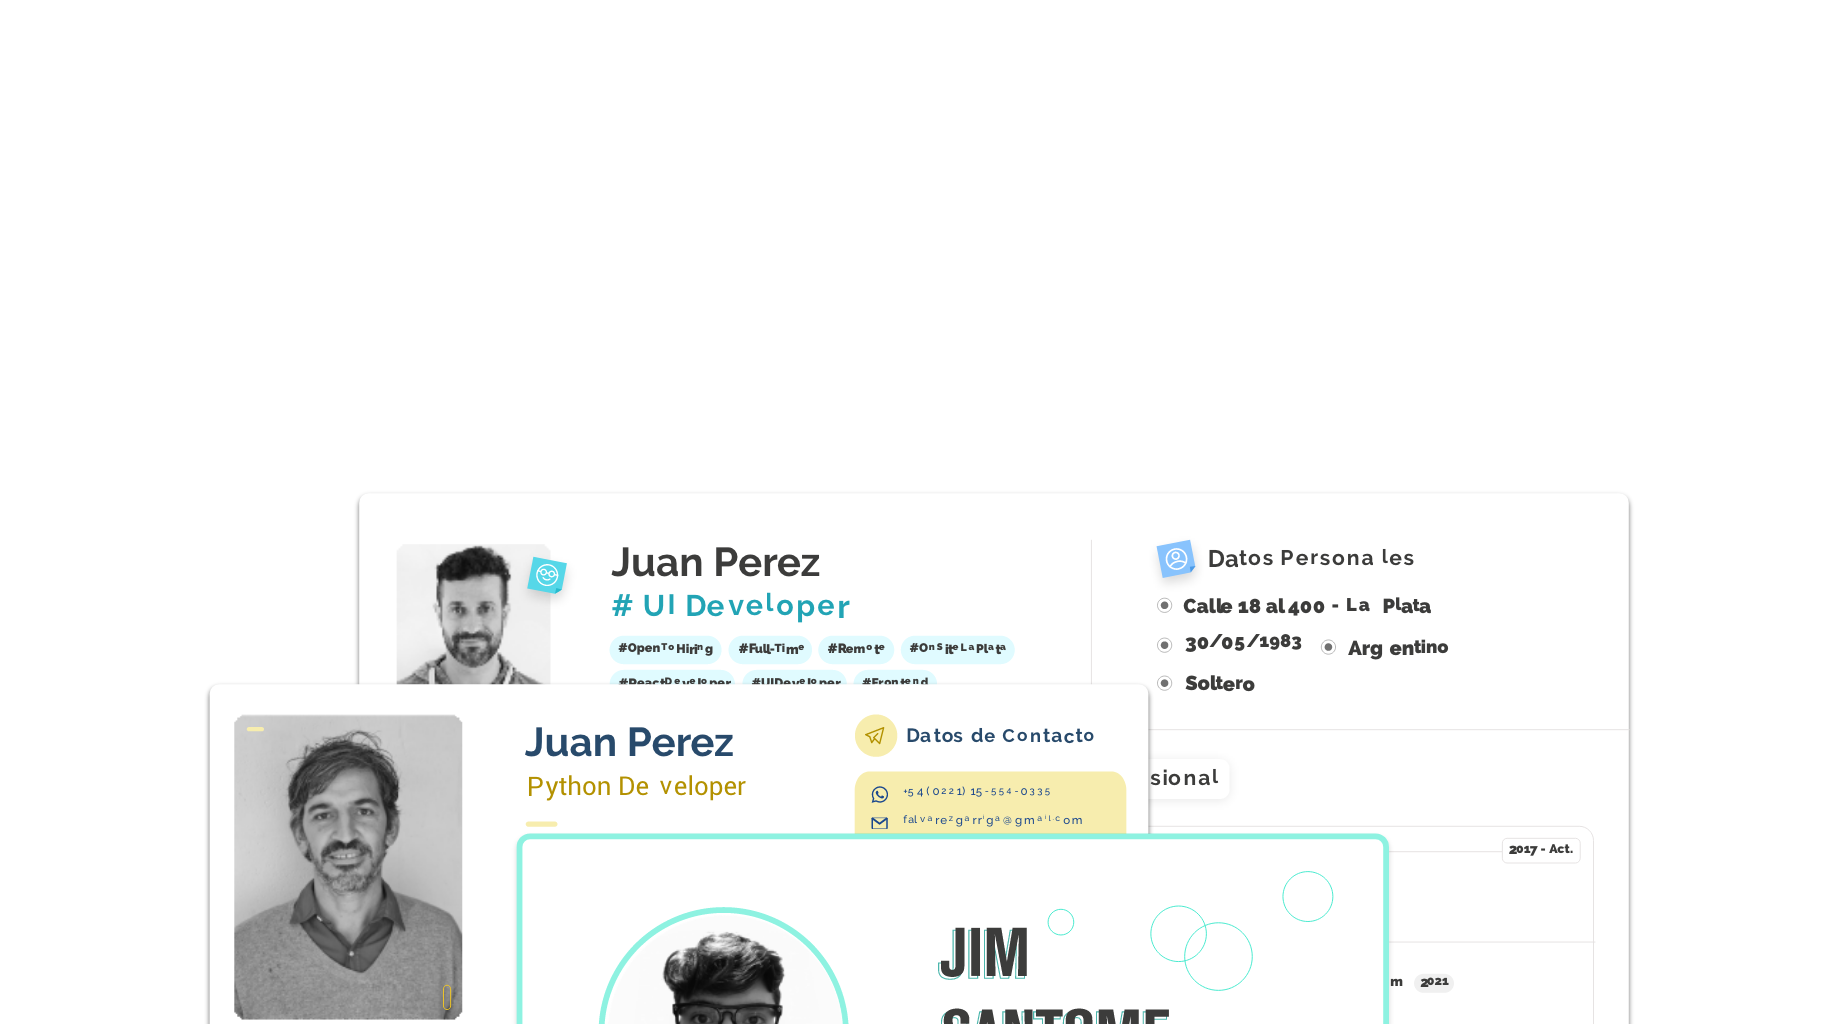 Juan Perez
# UI Developer
#OpenToHiring #Full-Time #Remote #OnSiteLaPlata
#ReactDeveloper #UIDeveloper #Frontend
Datos Personales
Calle 18 al 400 - La Plata
30/05/1983 Argentino
Soltero
sional
2017 - Act.
m 2021
Juan Perez
Python Developer
Datos de Contacto
+54 (0221) 15-554-0335
falvarezgarriga@gmail.com
JIM
SANTOME